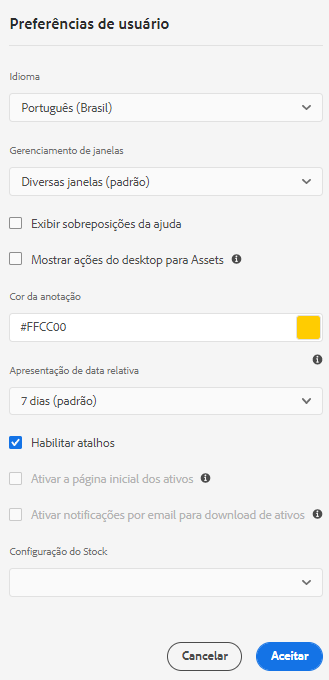 Preferências de usuário
Idioma
Português (Brasil)
Gerenciamento de janelas
Diversas janelas (padrão)
Exibir sobreposições da ajuda
Mostrar ações do desktop para Assets
Cor da anotação
#FFCC00
Apresentação de data relativa
7 dias (padrão)
Habilitar atalhos
Ativar a página inicial dos ativos
Ativar notificações por email para download de ativos
Configuração do Stock
Cancelar
Aceitar